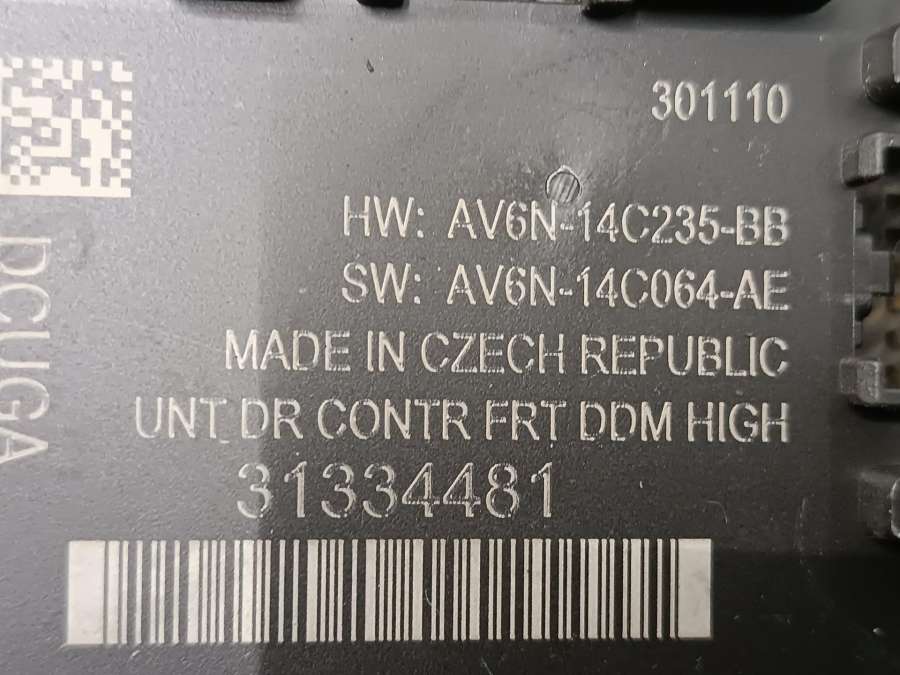 301110
HW: AV6N-14C235-BB
SW: AV6N-14C064-AE
MADE IN CZECH REPUBLIC
UNT DR CONTR FRT DDM HIGH
31334481
DCUGA